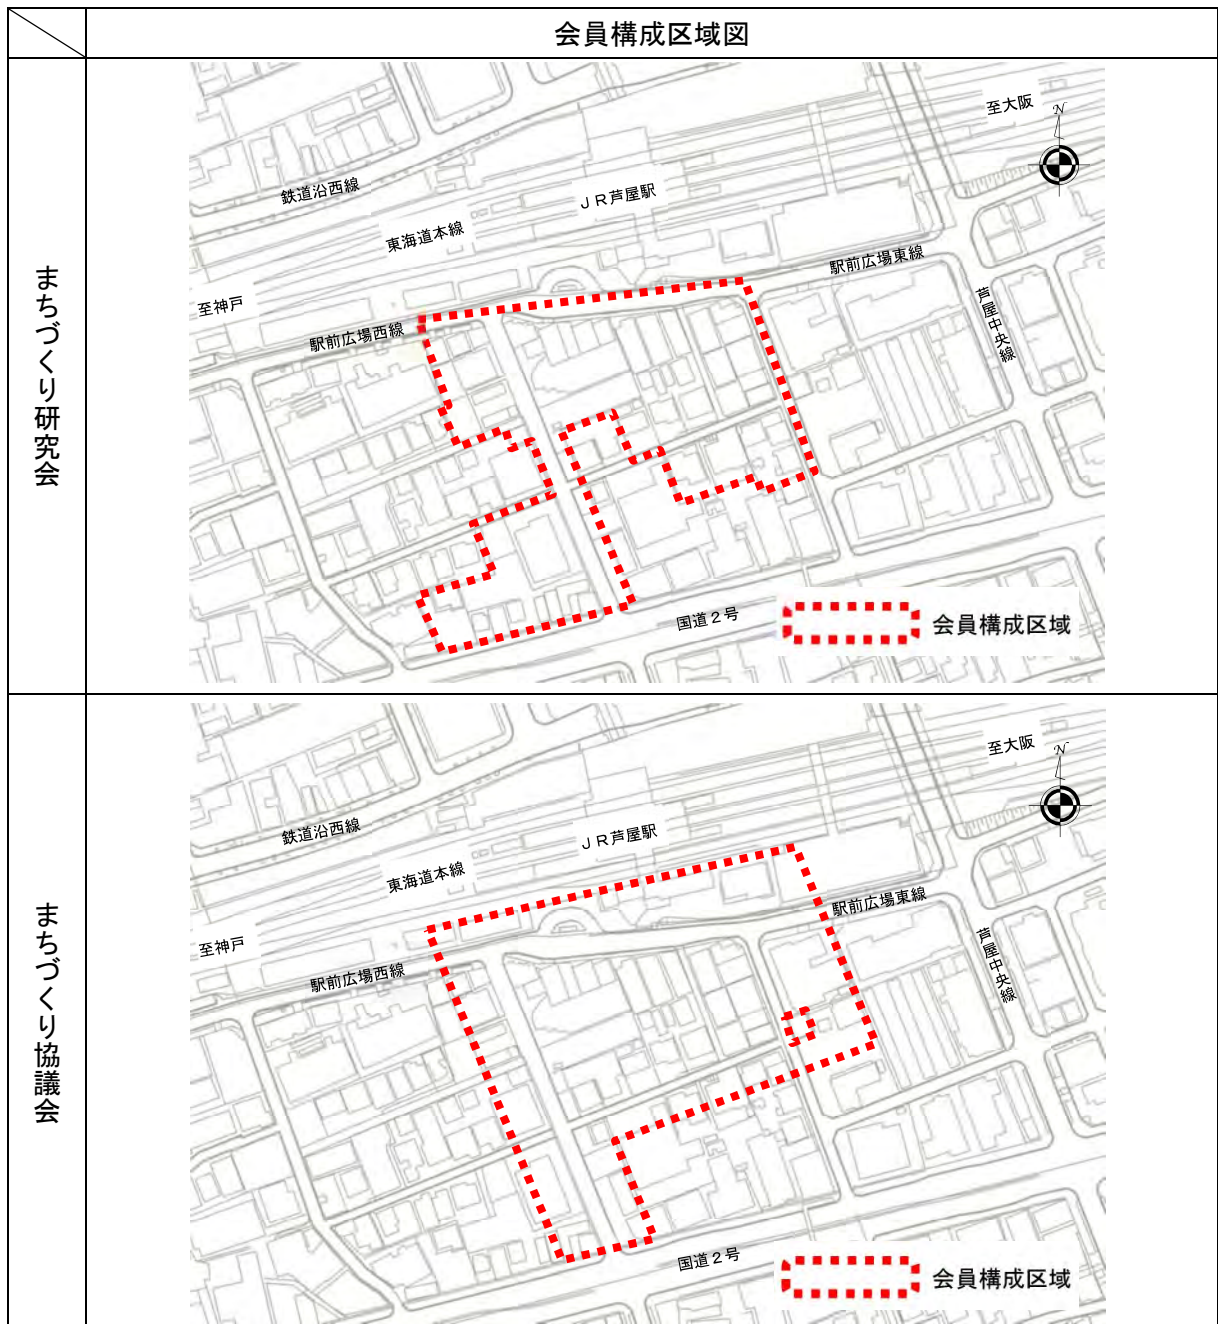 会員構成区域図
まちづくり研究会
至大阪
N
鉄道沿西線
ＪＲ芦屋駅
東海道本線
駅前広場東線
至神戸
駅前広場西線
芦屋中央線
国道２号
会員構成区域
まちづくり協議会
至大阪
N
鉄道沿西線
ＪＲ芦屋駅
東海道本線
駅前広場東線
至神戸
駅前広場西線
芦屋中央線
国道２号
会員構成区域